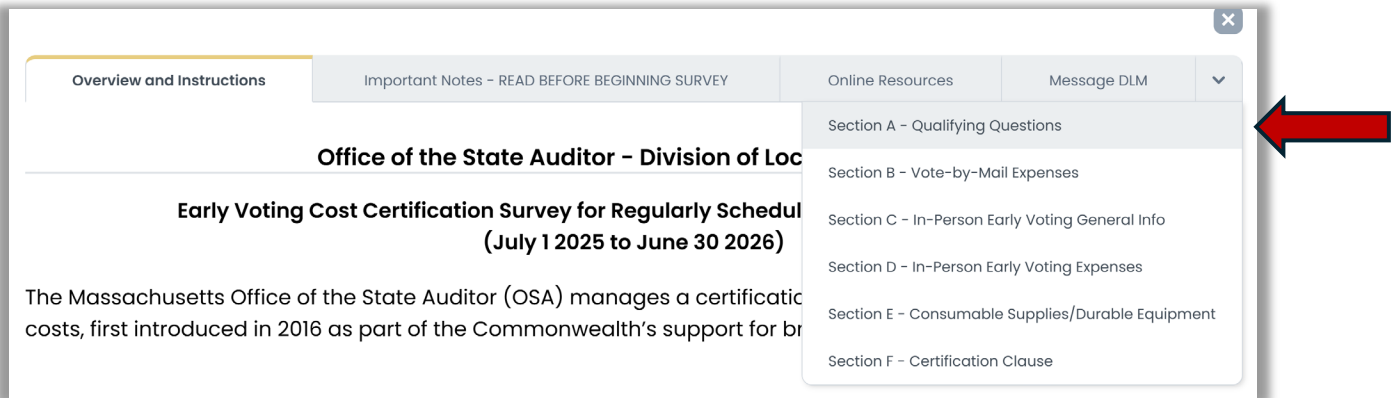 Overview and Instructions
Important Notes - READ BEFORE BEGINNING SURVEY
Online Resources
Message DLM
Section A - Qualifying Questions
Section B - Vote-by-Mail Expenses
Section C - In-Person Early Voting General Info
Section D - In-Person Early Voting Expenses
Section E - Consumable Supplies/Durable Equipment
Section F - Certification Clause
Office of the State Auditor - Division of Loc
Early Voting Cost Certification Survey for Regularly Schedul
(July 1 2025 to June 30 2026)
The Massachusetts Office of the State Auditor (OSA) manages a certificatio
costs, first introduced in 2016 as part of the Commonwealth's support for br